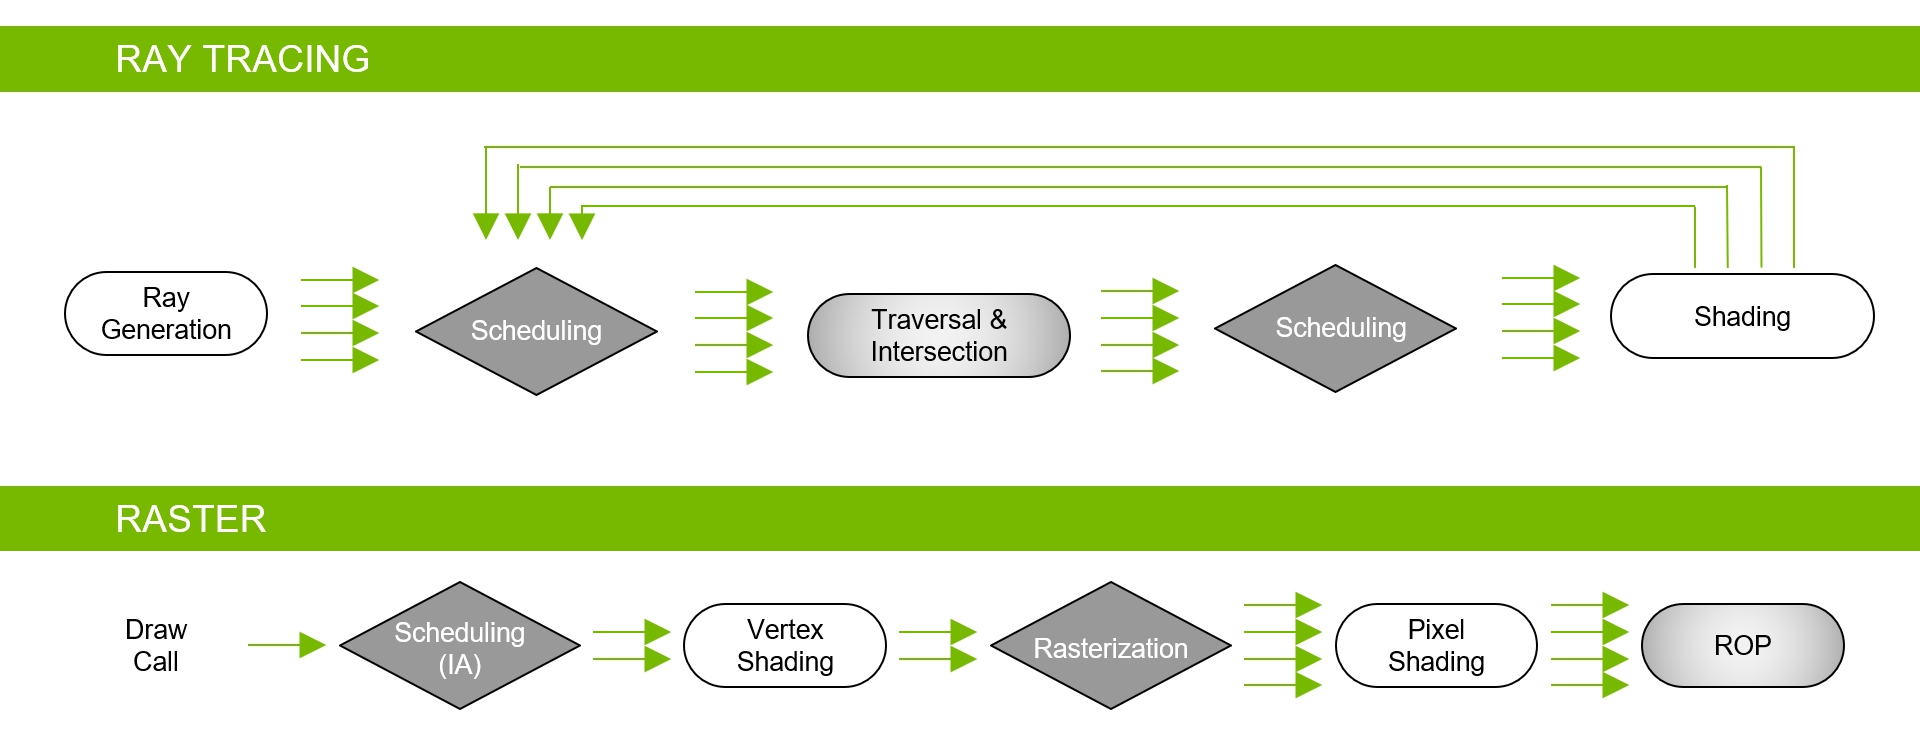 RAY TRACING
Ray
Generation
Scheduling
Traversal &
Intersection
Scheduling
Shading
RASTER
Draw
Call
Scheduling
(IA)
Vertex
Shading
Rasterization
Pixel
Shading
ROP